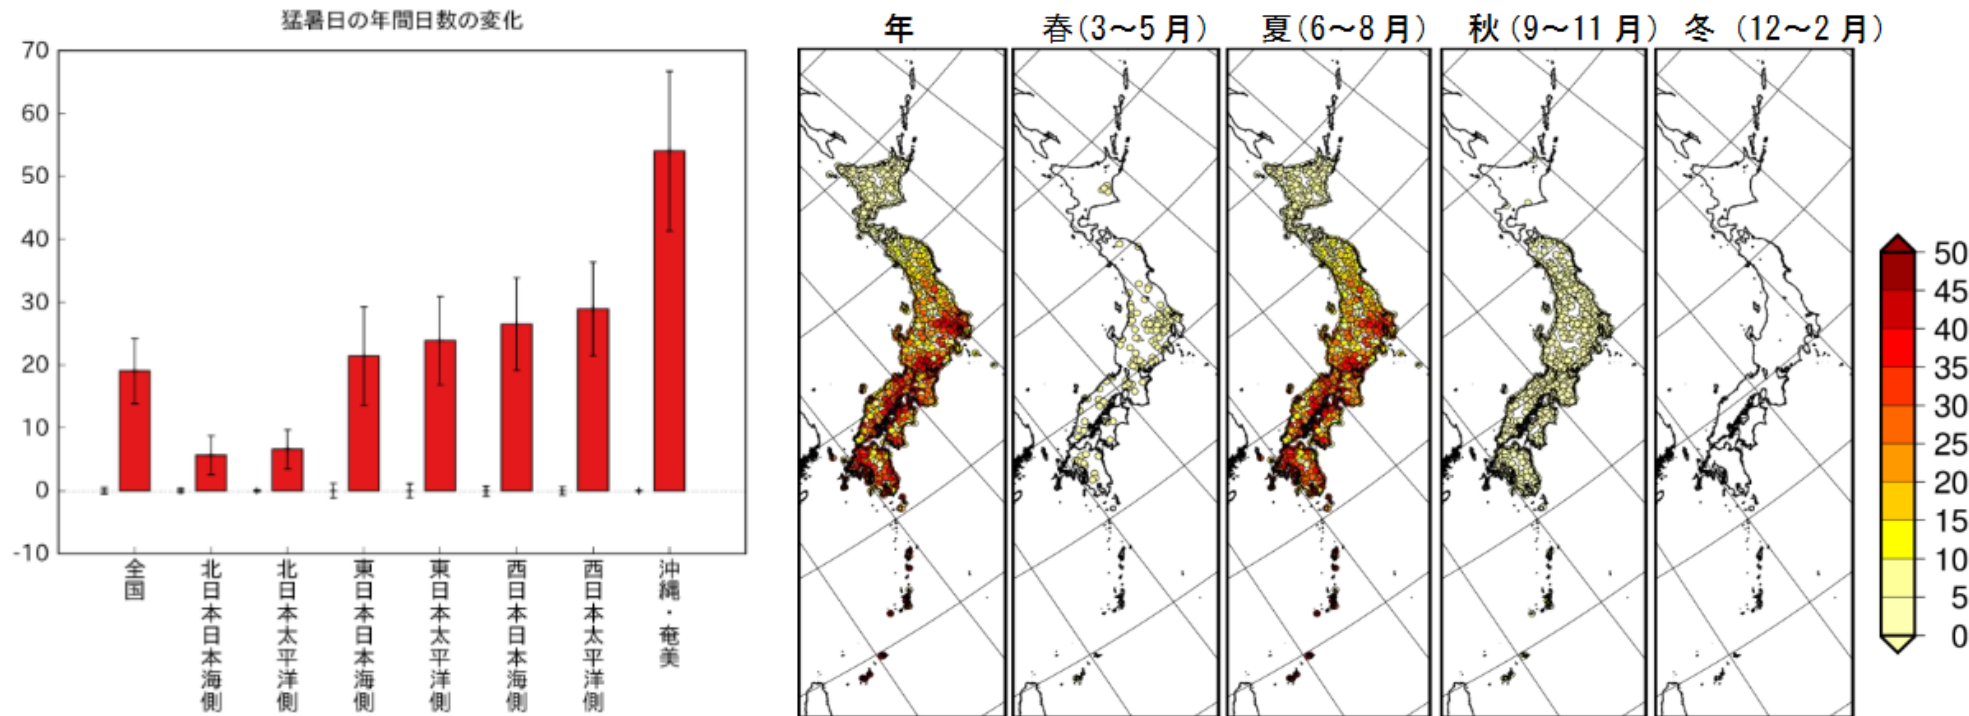 猛暑日の年間日数の変化
70
60
50
40
30
20
10
0
-10
全国
北日本日本海側
北日本太平洋側
東日本日本海側
東日本太平洋側
西日本日本海側
西日本太平洋側
沖縄・奄美
年
春(3～5月)
夏(6～8月)
秋(9～11月)
冬 (12～2月)
50
45
40
35
30
25
20
15
10
5
0